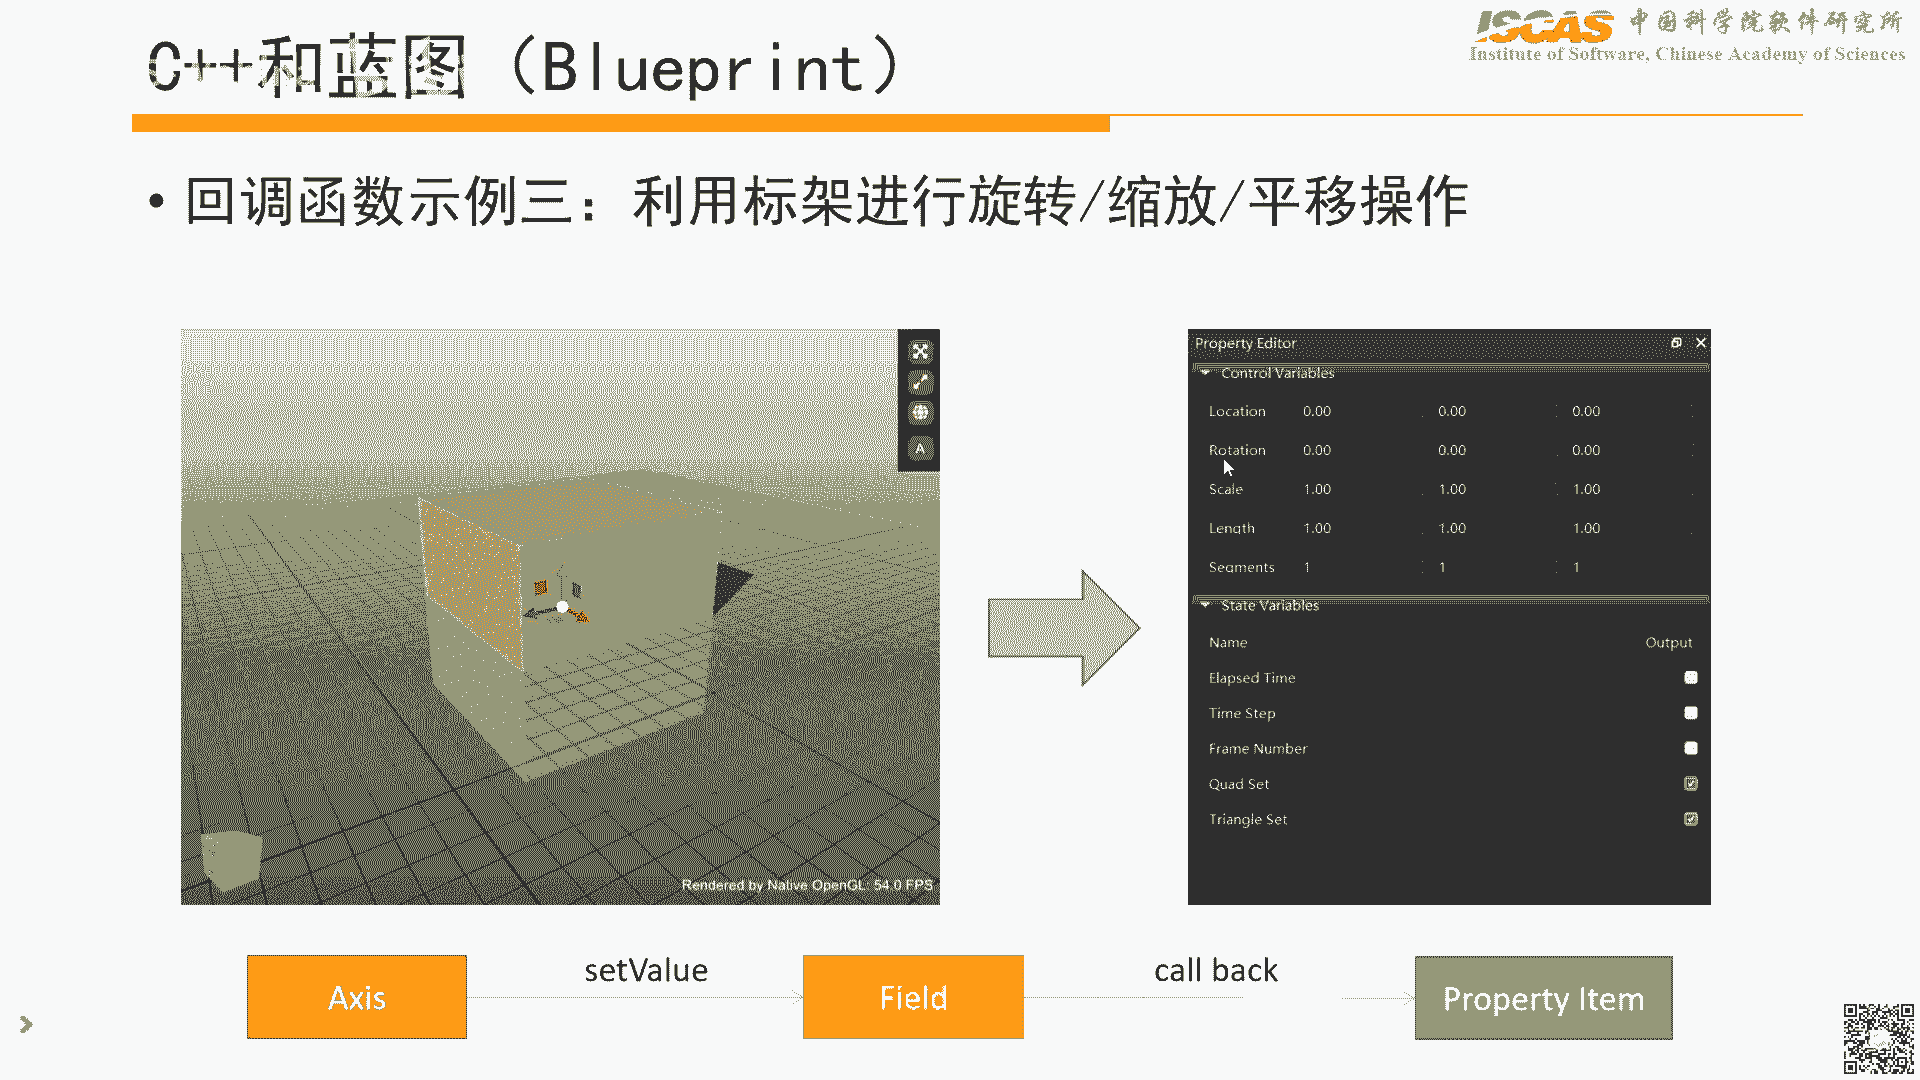 C++和蓝图（Blueprint）
ISCAS 中国科学院软件研究所
Institute of Software, Chinese Academy of Sciences
• 回调函数示例三：利用标架进行旋转/缩放/平移操作
A
Rendered by Native OpenGL: 54.0 FPS
Property Editor
Control Variables
Location 0.00 0.00 0.00
Rotation 0.00 0.00 0.00
Scale 1.00 1.00 1.00
Length 1.00 1.00 1.00
Segments 1 1 1
State Variables
Name Output
Elapsed Time
Time Step
Frame Number
Quad Set
Triangle Set
Axis
setValue
Field
call back
Property Item